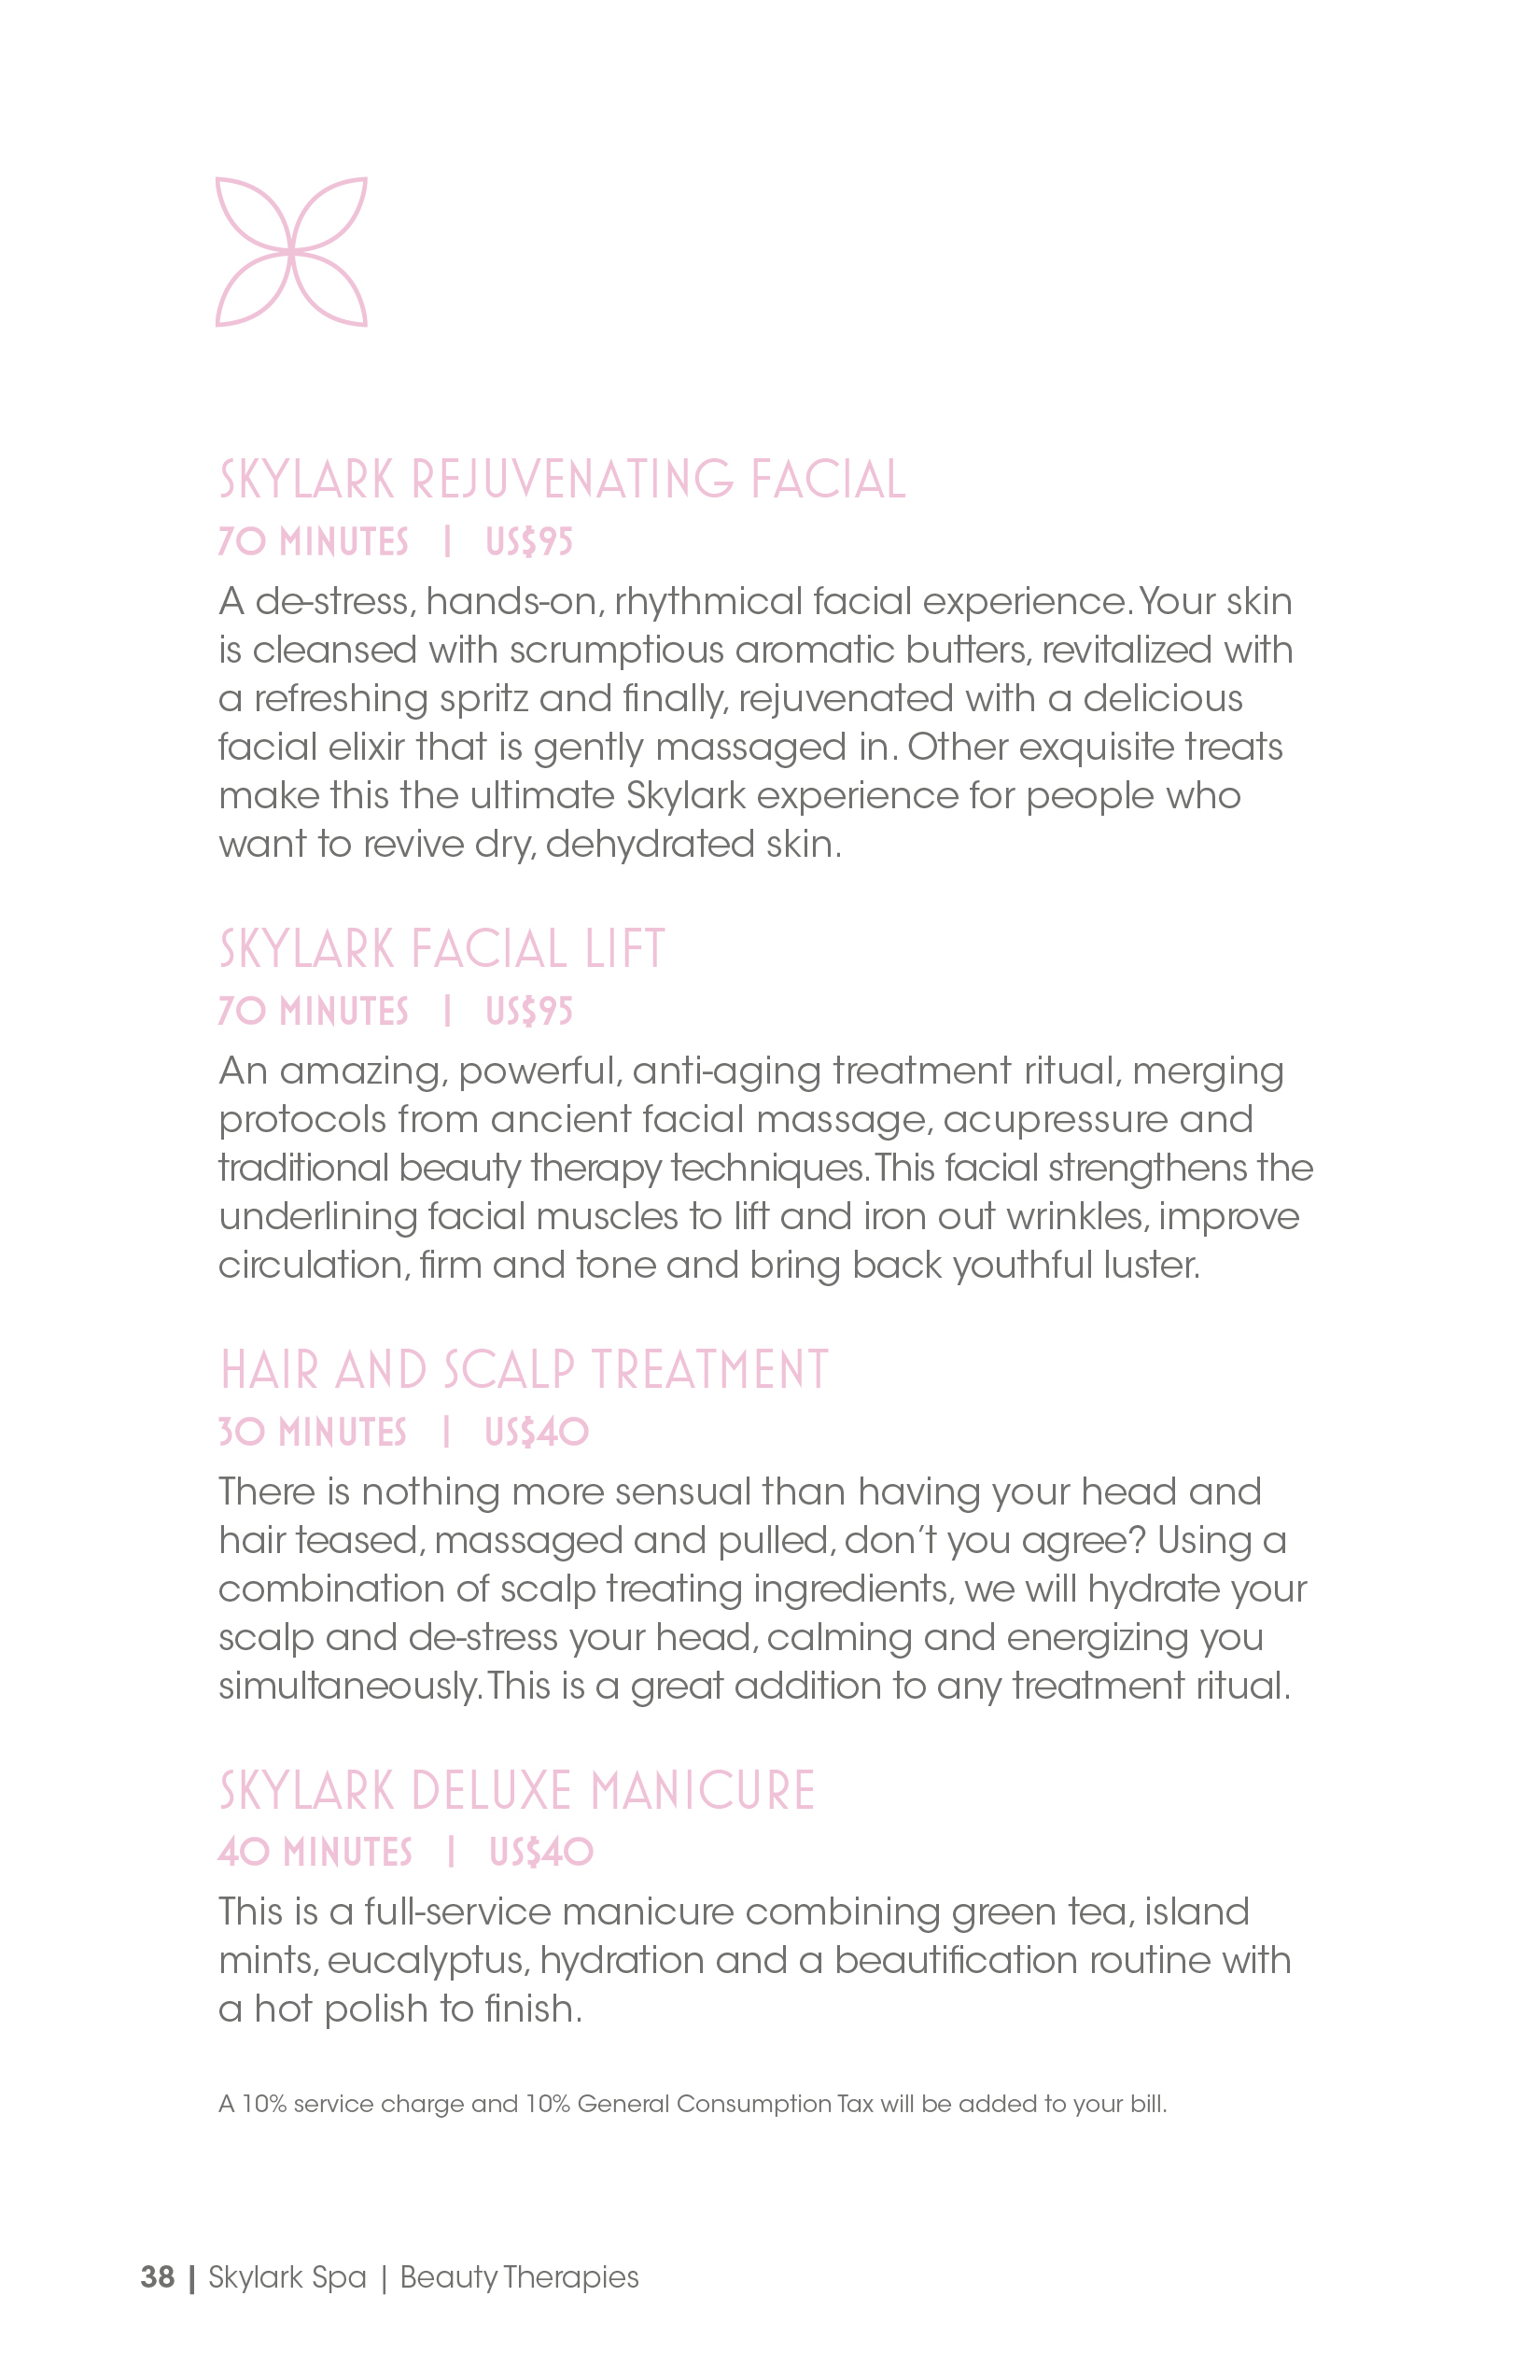 SKYLARK REJUVENATING FACIAL
70 MINUTES | US$95
A de-stress, hands-on, rhythmical facial experience. Your skin
is cleansed with scrumptious aromatic butters, revitalized with
a refreshing spritz and finally, rejuvenated with a delicious
facial elixir that is gently massaged in. Other exquisite treats
make this the ultimate Skylark experience for people who
want to revive dry, dehydrated skin.
SKYLARK FACIAL LIFT
70 MINUTES | US$95
An amazing, powerful, anti-aging treatment ritual, merging
protocols from ancient facial massage, acupressure and
traditional beauty therapy techniques. This facial strengthens the
underlining facial muscles to lift and iron out wrinkles, improve
circulation, firm and tone and bring back youthful luster.
HAIR AND SCALP TREATMENT
30 MINUTES | US$40
There is nothing more sensual than having your head and
hair teased, massaged and pulled, don’t you agree? Using a
combination of scalp treating ingredients, we will hydrate your
scalp and de-stress your head, calming and energizing you
simultaneously. This is a great addition to any treatment ritual.
SKYLARK DELUXE MANICURE
40 MINUTES | US$40
This is a full-service manicure combining green tea, island
mints, eucalyptus, hydration and a beautification routine with
a hot polish to finish.
A 10% service charge and 10% General Consumption Tax will be added to your bill.
38 | Skylark Spa | Beauty Therapies